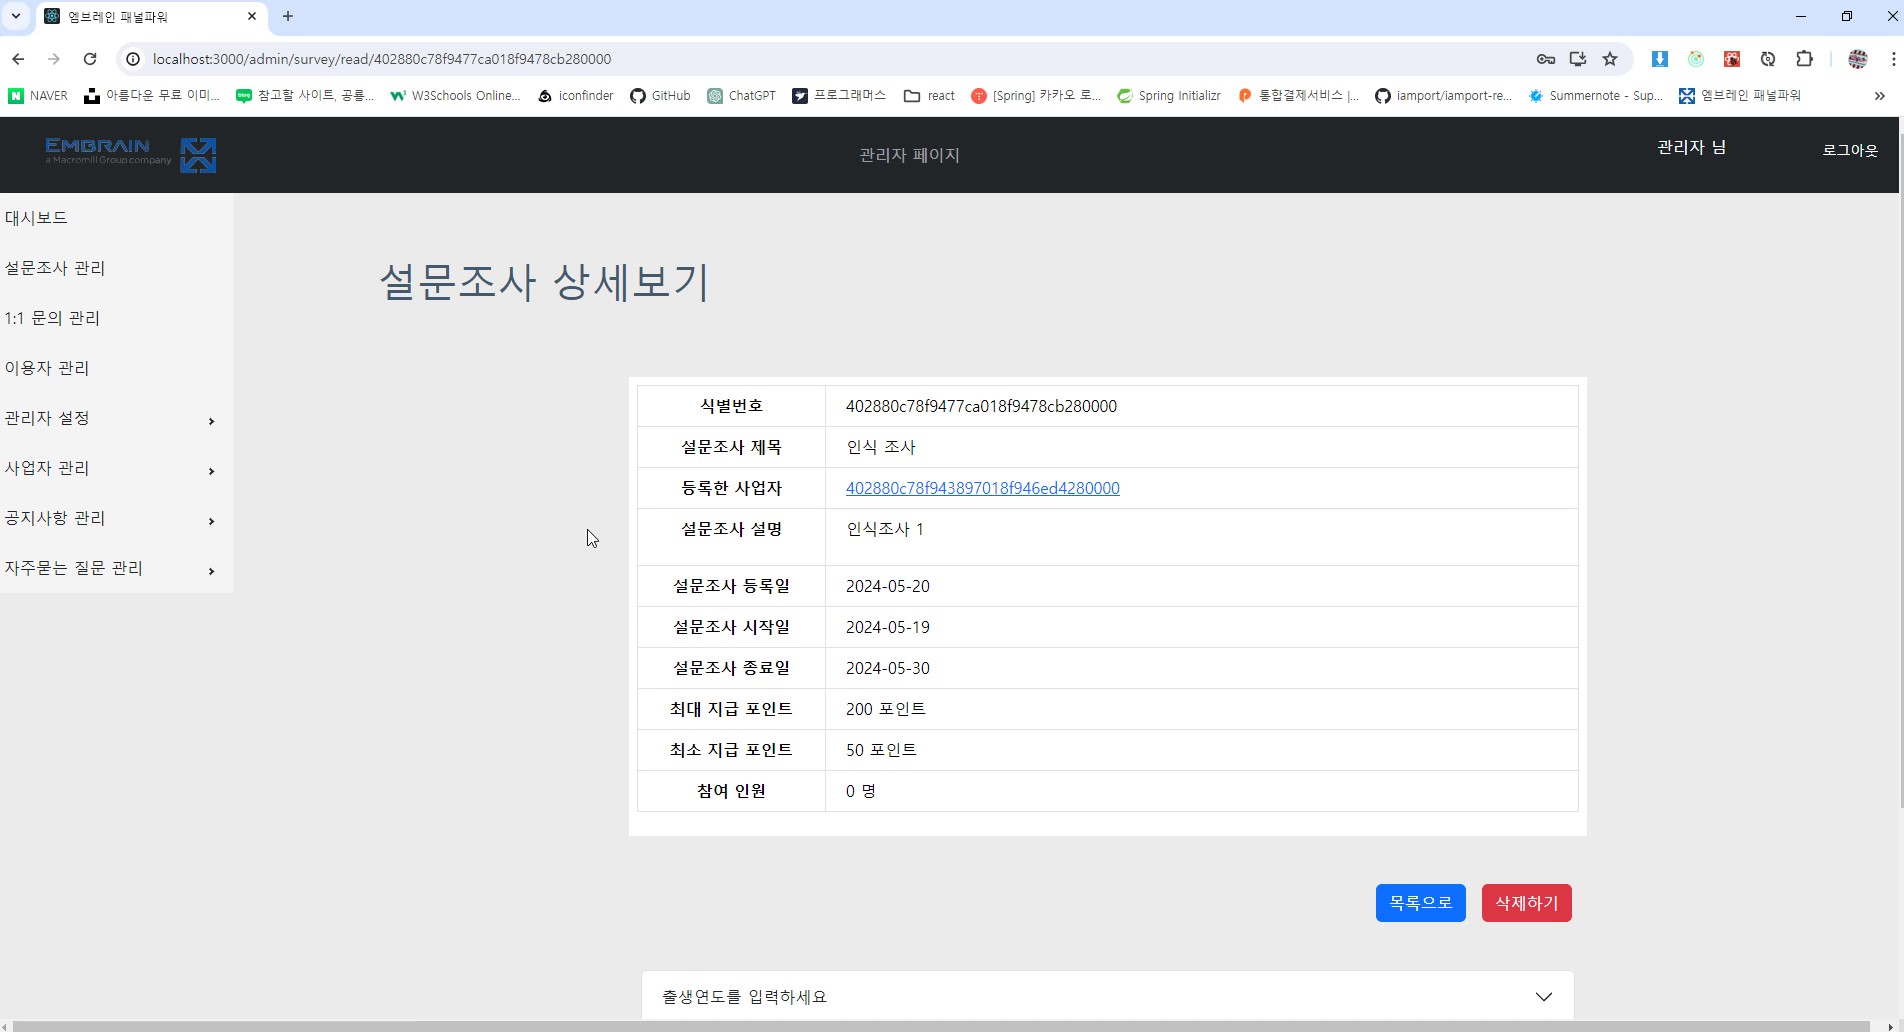 엠브레인 패널파워
localhost:3000/admin/survey/read/402880c78f9477ca018f9478cb280000
NAVER 아름다운 무료 이미... blog 참고할 사이트, 공룡... W3Schools Online... iconfinder GitHub ChatGPT 프로그래머스 react [Spring] 카카오 로... Spring Initializr 통합결제서비스 |... iamport/iamport-re... Summernote - Sup... 엠브레인 패널파워
EMBRAIN
a Macromill Group company
관리자 페이지
관리자 님
로그아웃
대시보드
설문조사 관리
1:1 문의 관리
이용자 관리
관리자 설정
사업자 관리
공지사항 관리
자주묻는 질문 관리
설문조사 상세보기
식별번호 402880c78f9477ca018f9478cb280000
설문조사 제목 인식 조사
등록한 사업자 402880c78f943897018f946ed4280000
설문조사 설명 인식조사 1
설문조사 등록일 2024-05-20
설문조사 시작일 2024-05-19
설문조사 종료일 2024-05-30
최대 지급 포인트 200 포인트
최소 지급 포인트 50 포인트
참여 인원 0 명
목록으로 삭제하기
출생연도를 입력하세요